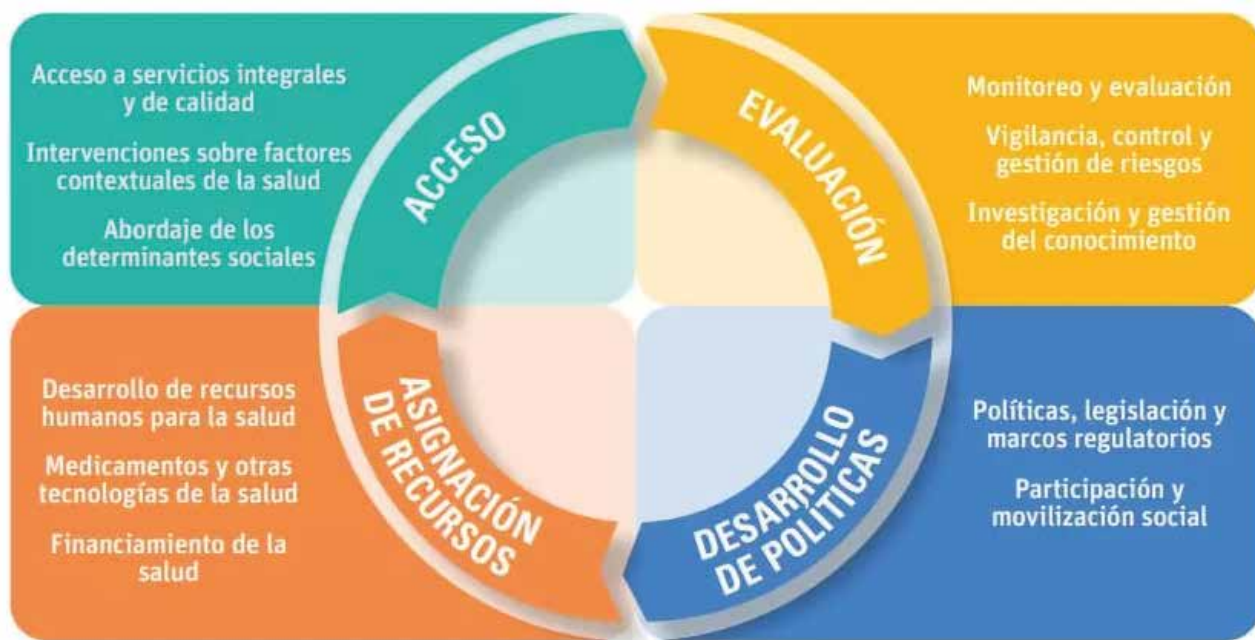 Acceso a servicios integrales
y de calidad
Intervenciones sobre factores
contextuales de la salud
Abordaje de los
determinantes sociales
ACCESO
EVALUACIÓN
Monitoreo y evaluación
Vigilancia, control y
gestión de riesgos
Investigación y gestión
del conocimiento
Desarrollo de recursos
humanos para la salud
Medicamentos y otras
tecnologías de la salud
Financiamiento de la
salud
ASIGNACIÓN
DE RECURSOS
DESARROLLO
DE POLÍTICAS
Políticas, legislación y
marcos regulatorios
Participación y
movilización social